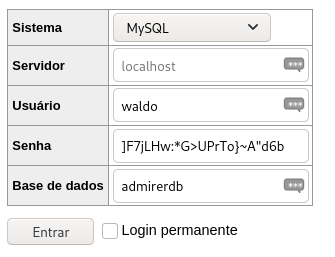 Sistema MySQL
Servidor localhost
Usuário waldo
Senha ]F7jLHw:*G>UPrTo}~A"d6b
Base de dados admirerdb
Entrar Login permanente